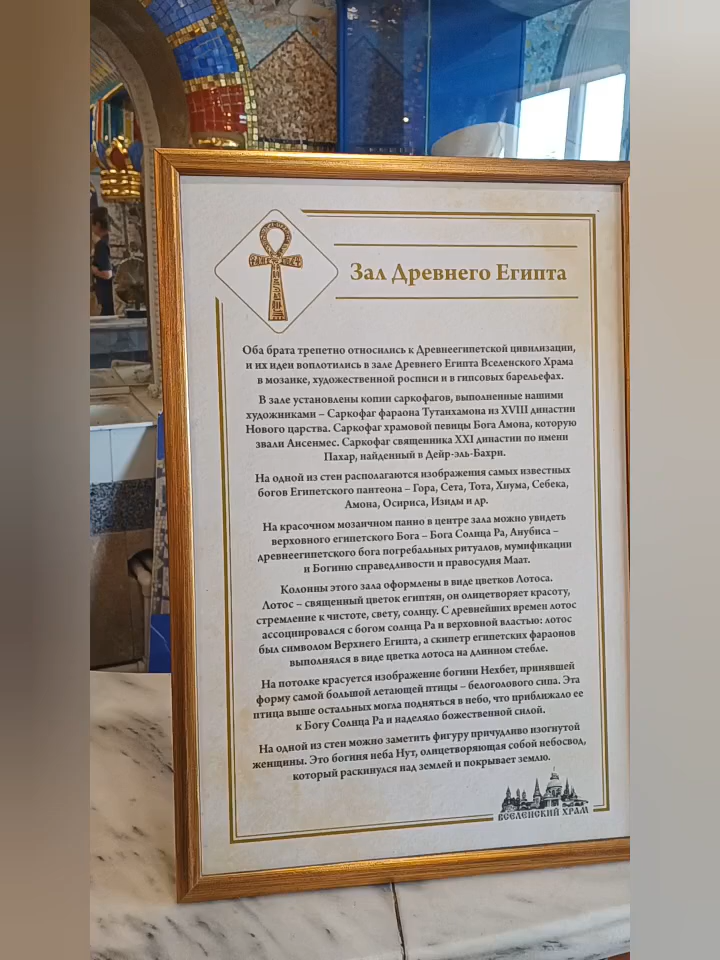 Зал Древнего Египта
Оба брата трепетно относились к Древнеегипетской цивилизации,
и их идеи воплотились в зале Древнего Египта Вселенского Храма
в мозаике, художественной росписи и в гипсовых барельефах.
В зале установлены копии саркофагов, выполненные нашими
художниками – Саркофаг фараона Тутанхамона из XVIII династии
Нового царства. Саркофаг храмовой певицы Бога Амона, которую
звали Ансенмес. Саркофаг священника XXI династии по имени
Пахар, найденный в Дейр-эль-Бахри.
На одной из стен располагаются изображения самых известных
богов Египетского пантеона – Гора, Сета, Тота, Хнума, Себека,
Амона, Осириса, Изиды и др.
На красочном мозаичном панно в центре зала можно увидеть
верховного египетского Бога – Бога Солнца Ра, Анубиса –
древнеегипетского бога погребальных ритуалов, мумификации
и Богиню справедливости и правосудия Маат.
Колонны этого зала оформлены в виде цветков Лотоса.
Лотос – священный цветок египтян, он олицетворяет красоту,
стремление к чистоте, свету, солнцу. С древнейших времен лотос
ассоциировался с богом солнца Ра и верховной властью: лотос
был символом Верхнего Египта, а скипетр египетских фараонов
выполнялся в виде цветка лотоса на длинном стебле.
На потолке красуется изображение богини Нехбет, принявшей
форму самой большой летающей птицы – белоголового сипа. Эта
птица выше остальных могла подняться в небо, что приближало ее
к Богу Солнца Ра и наделяло божественной силой.
На одной из стен можно заметить фигуру причудливо изогнутой
женщины. Это богиня неба Нут, олицетворяющая собой небосвод,
который раскинулся над землей и покрывает землю.
ВСЕЛЕНСКИЙ ХРАМ